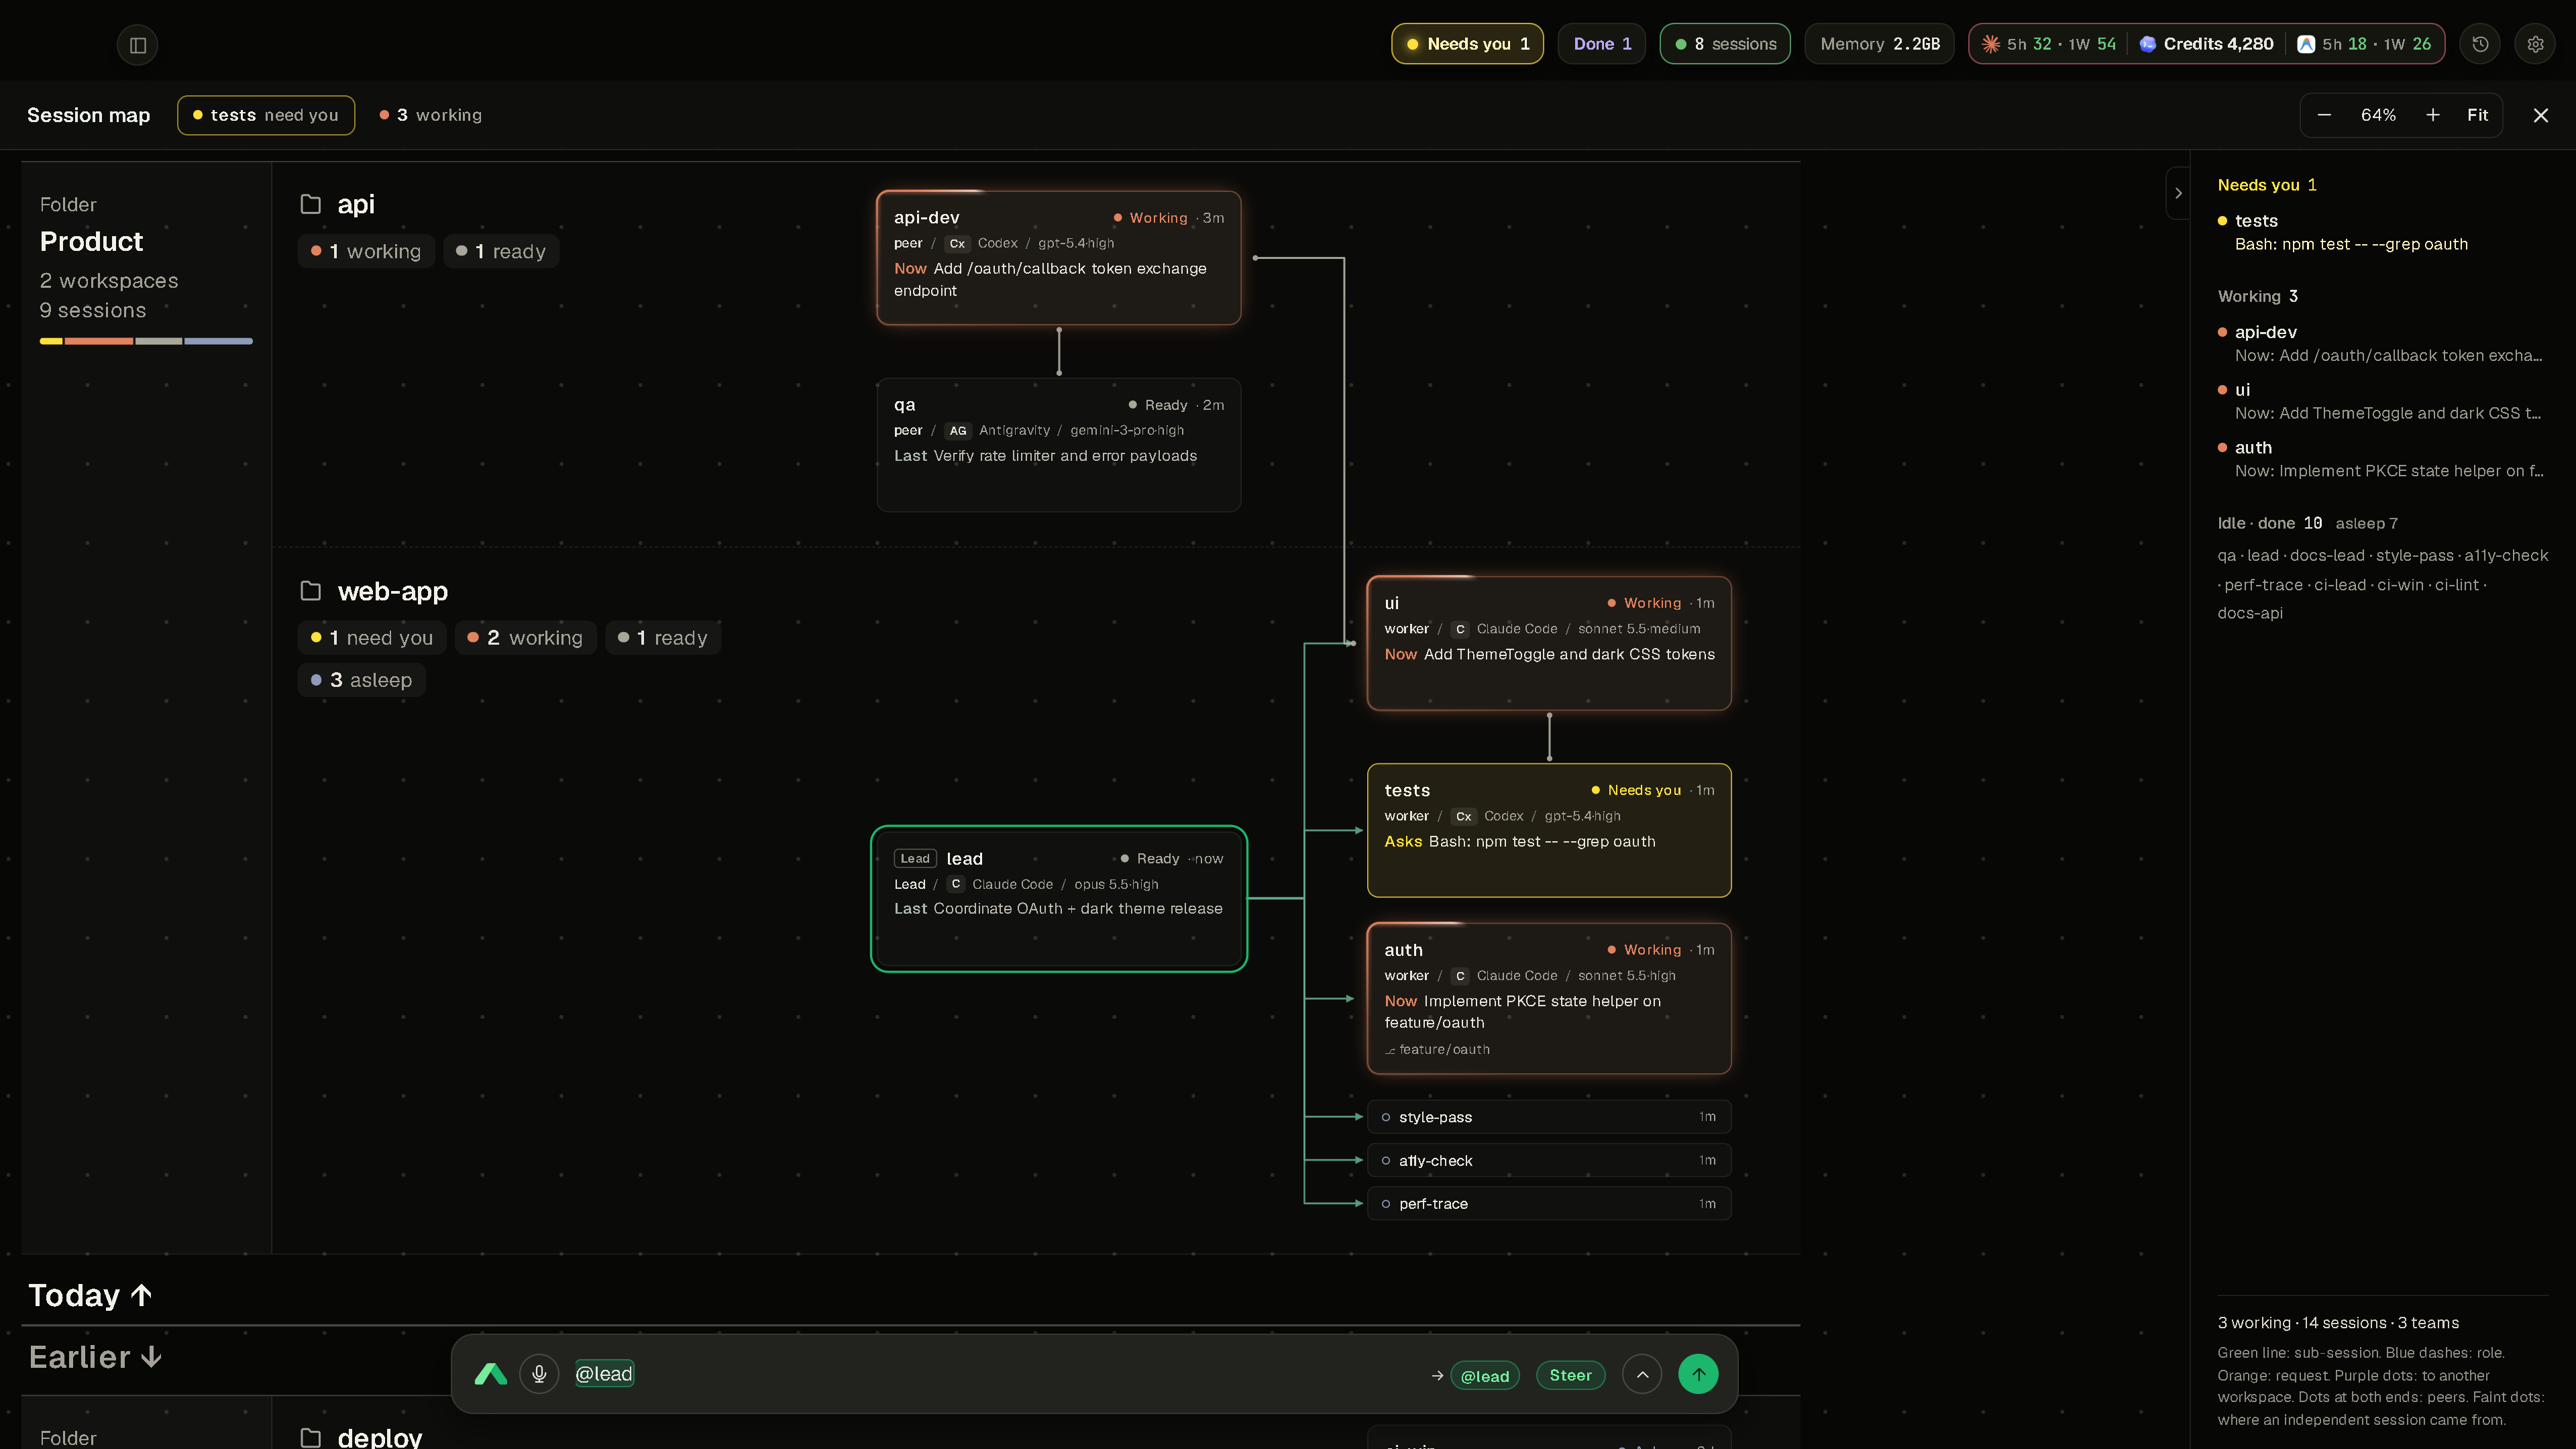 Needs you 1
Done 1
8 sessions
Memory 2.2GB
5h 32 · 1W 54
Credits 4,280
5h 18 · 1W 26
Session map
tests need you
3 working
64%
Fit
Folder
Product
2 workspaces
9 sessions
api
1 working
1 ready
api-dev
Working · 3m
peer / Cx Codex / gpt-5.4·high
Now Add /oauth/callback token exchange
endpoint
qa
Ready · 2m
peer / AG Antigravity / gemini-3-pro·high
Last Verify rate limiter and error payloads
web-app
1 need you
2 working
1 ready
3 asleep
ui
Working · 1m
worker / C Claude Code / sonnet 5.5·medium
Now Add ThemeToggle and dark CSS tokens
tests
Needs you · 1m
worker / Cx Codex / gpt-5.4·high
Asks Bash: npm test -- --grep oauth
Lead lead
Ready · now
Lead / C Claude Code / opus 5.5·high
Last Coordinate OAuth + dark theme release
auth
Working · 1m
worker / C Claude Code / sonnet 5.5·high
Now Implement PKCE state helper on
feature/oauth
feature/oauth
style-pass 1m
a11y-check 1m
perf-trace 1m
Today ↑
Earlier ↓
@lead
→ @lead
Steer
Folder
deploy
Needs you 1
tests
Bash: npm test -- --grep oauth
Working 3
api-dev
Now: Add /oauth/callback token excha...
ui
Now: Add ThemeToggle and dark CSS t...
auth
Now: Implement PKCE state helper on f...
Idle · done 10 asleep 7
qa · lead · docs-lead · style-pass · a11y-check
· perf-trace · ci-lead · ci-win · ci-lint ·
docs-api
3 working · 14 sessions · 3 teams
Green line: sub-session. Blue dashes: role.
Orange: request. Purple dots: to another
workspace. Dots at both ends: peers. Faint dots:
where an independent session came from.